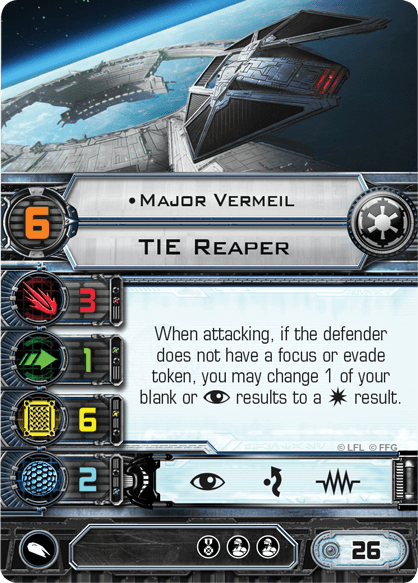 •Major Vermeil
6
TIE Reaper
3
1
6
2
When attacking, if the defender
does not have a focus or evade
token, you may change 1 of your
blank or results to a result.
© LFL © FFG
26